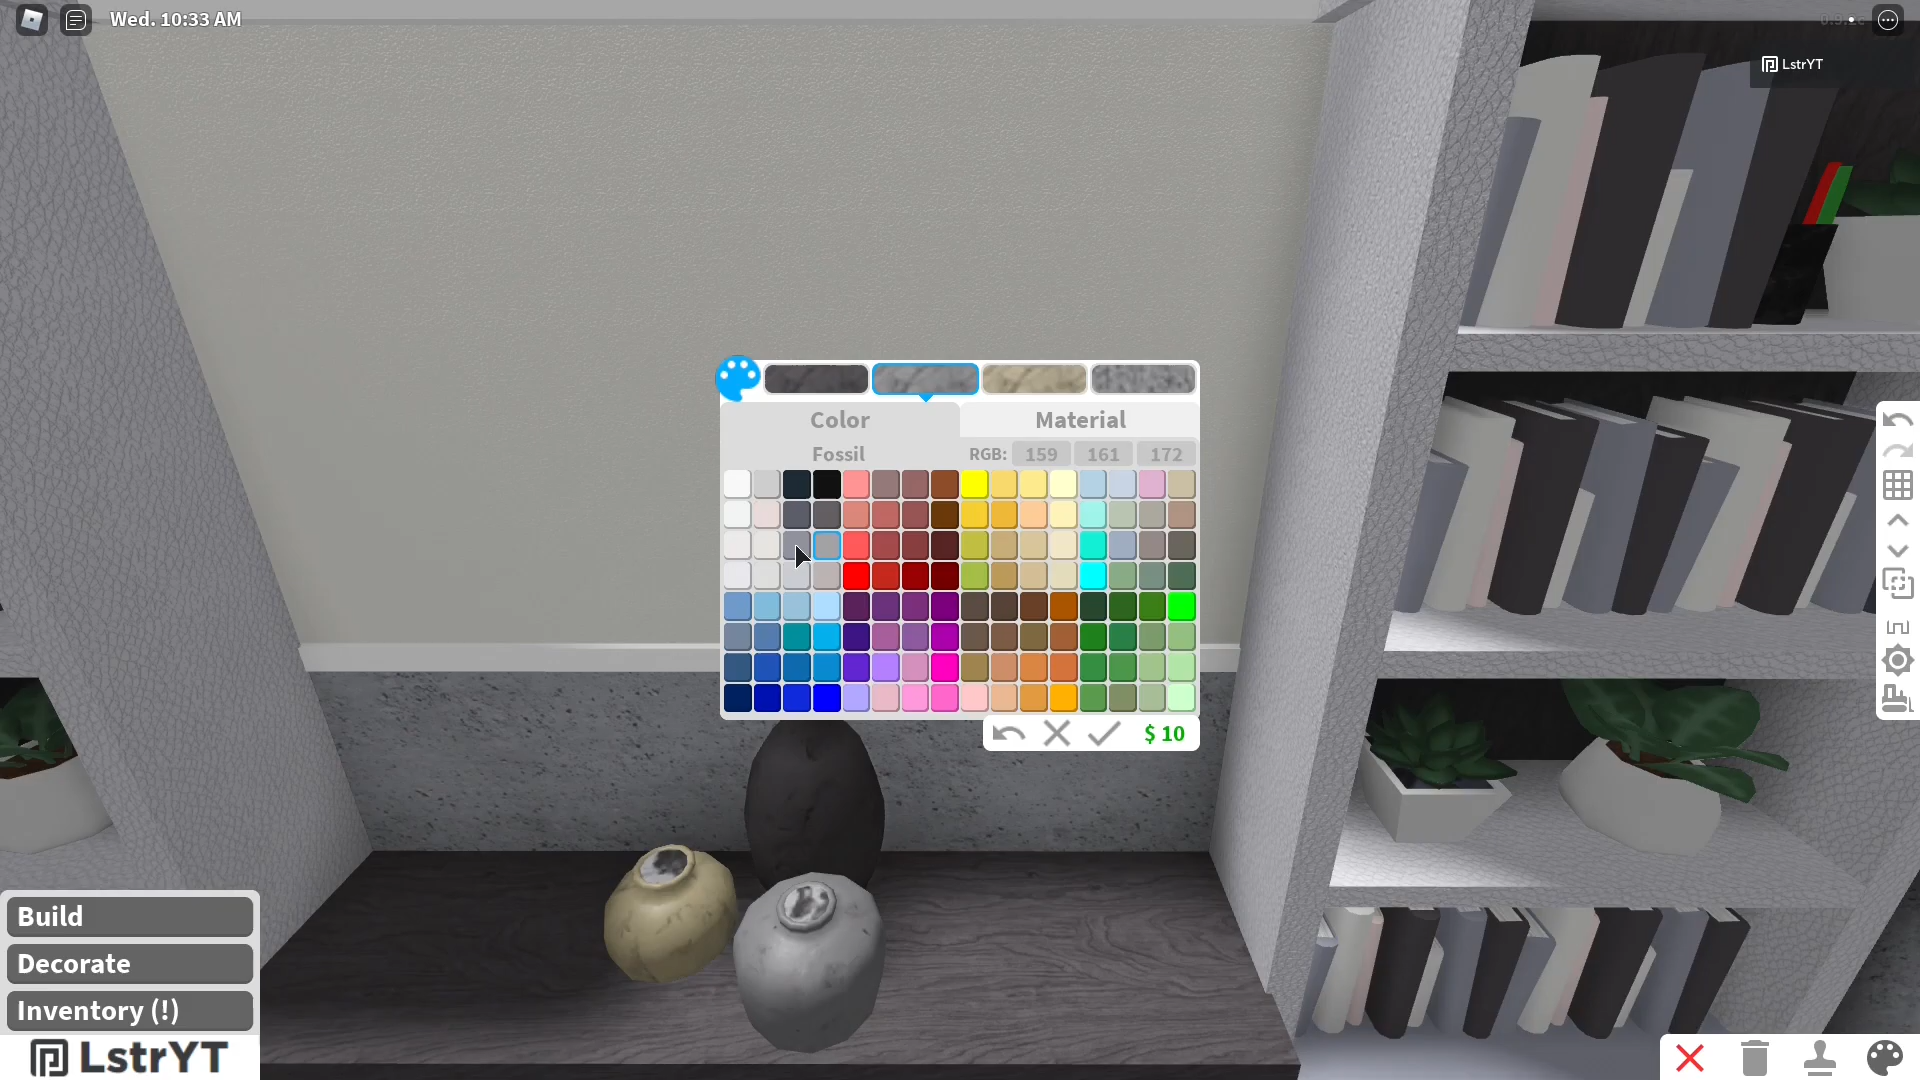 Wed. 10:33 AM
LstrYT
Color
Material
Fossil
RGB: 159 161 172
$ 10
Build
Decorate
Inventory (!)
LstrYT